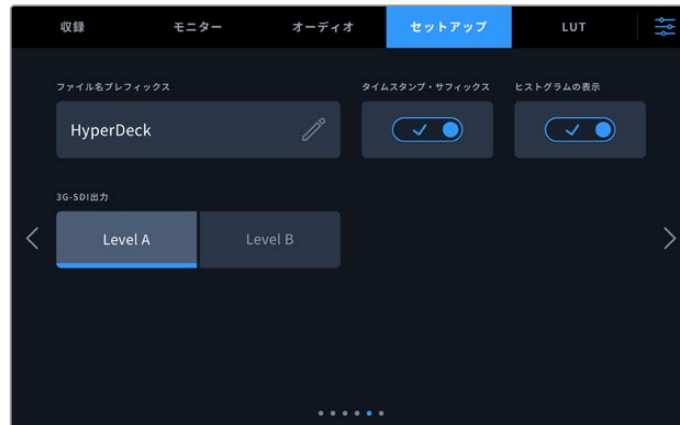 収録 モニター オーディオ セットアップ LUT
ファイル名プレフィックス タイムスタンプ・サフィックス ヒストグラムの表示
HyperDeck
3G-SDI出力
Level A Level B